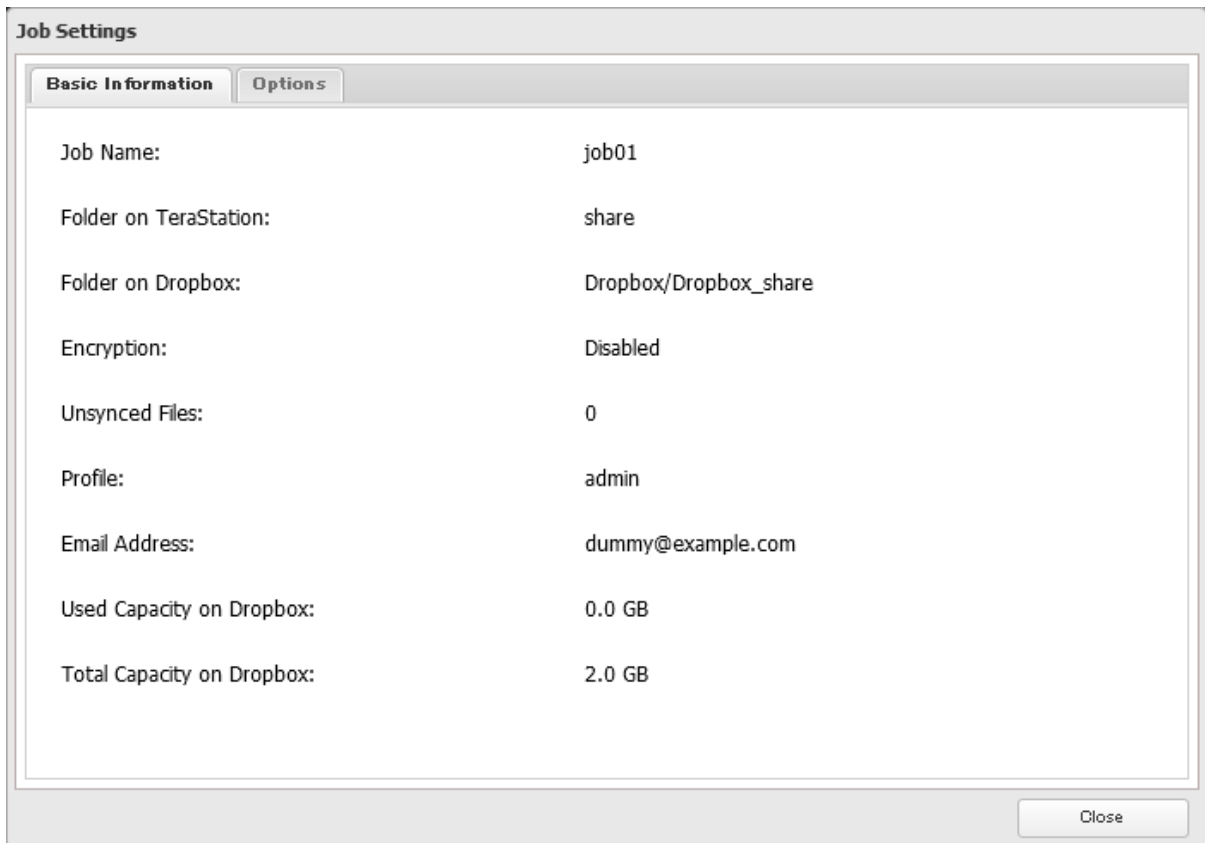 Job Settings
Basic Information Options
Job Name: job01
Folder on TeraStation: share
Folder on Dropbox: Dropbox/Dropbox_share
Encryption: Disabled
Unsynced Files: 0
Profile: admin
Email Address: dummy@example.com
Used Capacity on Dropbox: 0.0 GB
Total Capacity on Dropbox: 2.0 GB
Close